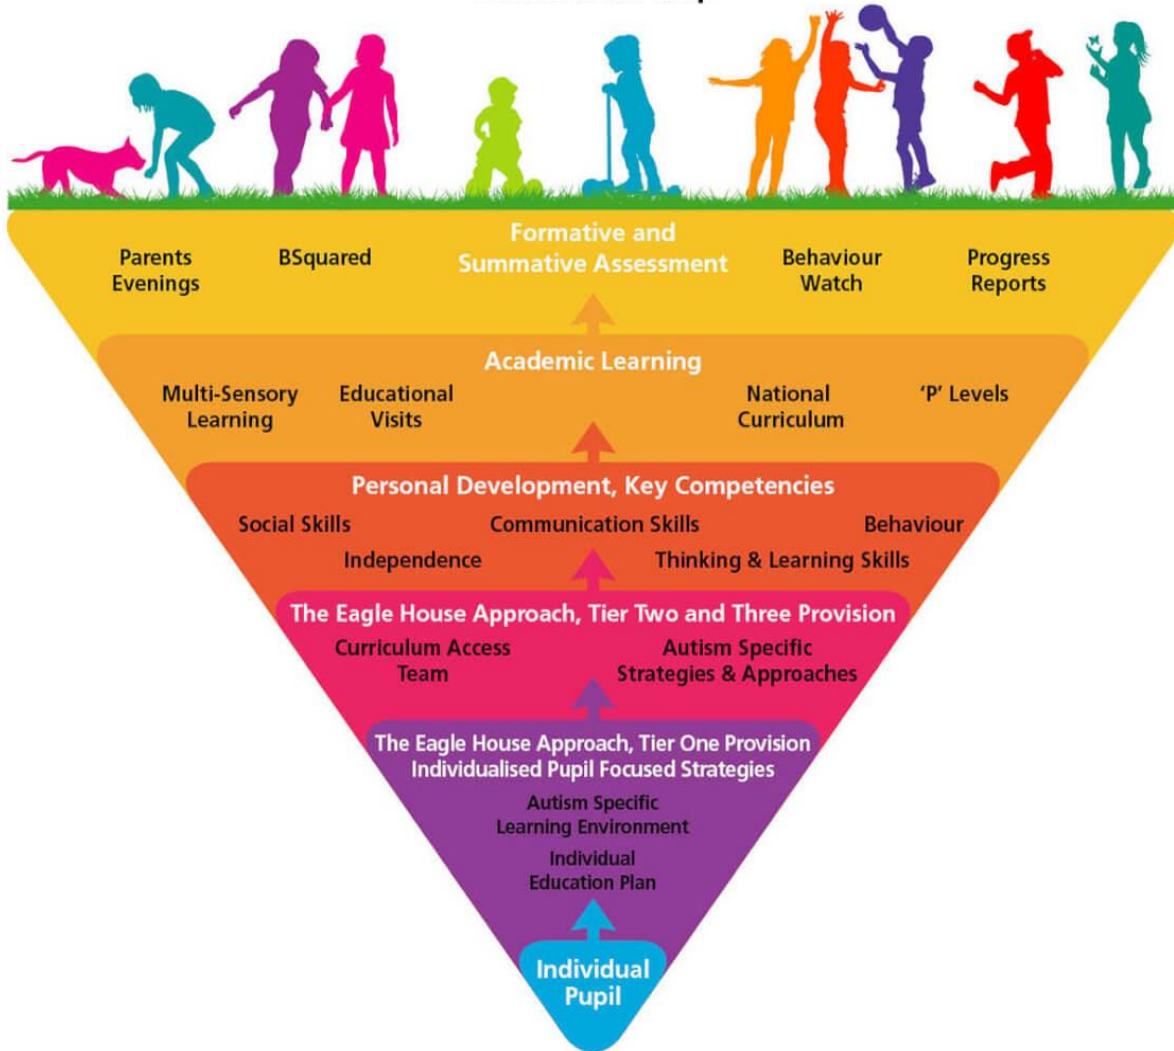 Formative and
Summative Assessment
Parents
Evenings
BSquared
Behaviour
Watch
Progress
Reports
Academic Learning
Multi-Sensory
Learning
Educational
Visits
National
Curriculum
‘P’ Levels
Personal Development, Key Competencies
Social Skills
Communication Skills
Behaviour
Independence
Thinking & Learning Skills
The Eagle House Approach, Tier Two and Three Provision
Curriculum Access
Team
Autism Specific
Strategies & Approaches
The Eagle House Approach, Tier One Provision
Individualised Pupil Focused Strategies
Autism Specific
Learning Environment
Individual
Education Plan
Individual
Pupil